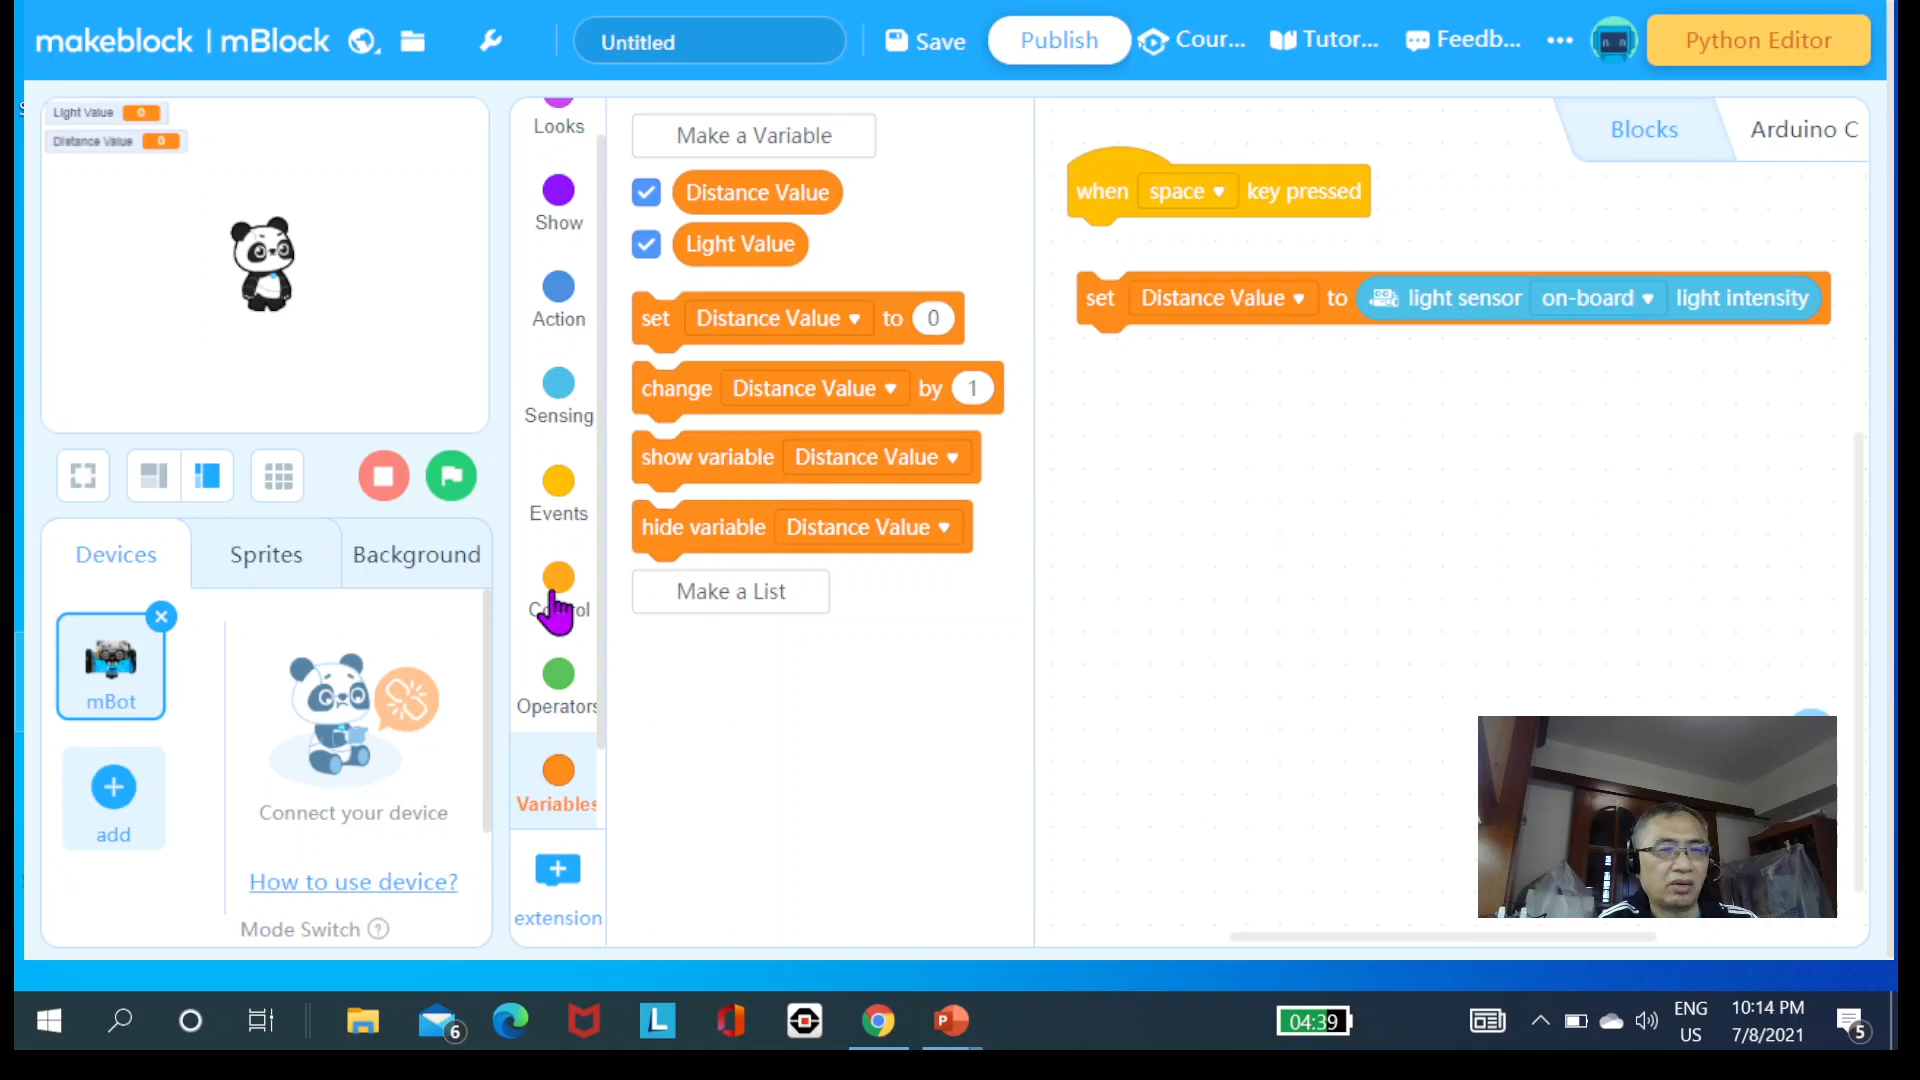 makeblock | mBlock
Untitled
Save
Publish
Cour...
Tutor...
Feedb...
Python Editor
Light Value 0
Distance Value 0
Looks
Show
Action
Sensing
Events
Operators
Variables
extension
Make a Variable
Distance Value
Light Value
set Distance Value to 0
change Distance Value by 1
show variable Distance Value
hide variable Distance Value
Make a List
Blocks
Arduino C
when space key pressed
set Distance Value to light sensor on-board light intensity
Devices
Sprites
Background
mBot
add
Connect your device
How to use device?
Mode Switch ?
6
L
P
04:39
ENG
US
10:14 PM
7/8/2021
5